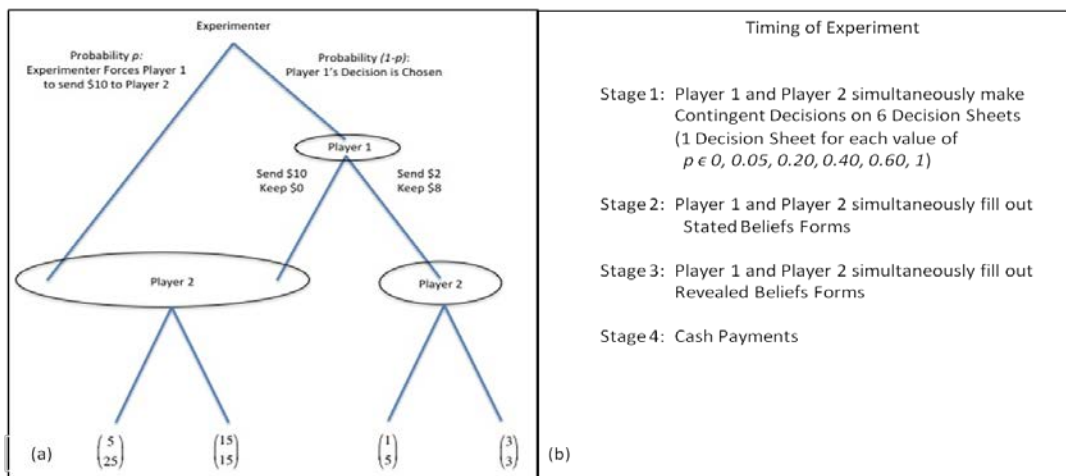 Experimenter
Probability p:
Experimenter Forces Player 1
to send $10 to Player 2
Probability (1-p):
Player 1's Decision is Chosen
Player 1
Send $10
Keep $0
Send $2
Keep $8
Player 2
Player 2
(a)
5
25
15
15
1
5
3
3
Timing of Experiment
Stage 1: Player 1 and Player 2 simultaneously make
Contingent Decisions on 6 Decision Sheets
(1 Decision Sheet for each value of
p ϵ 0, 0.05, 0.20, 0.40, 0.60, 1)
Stage 2: Player 1 and Player 2 simultaneously fill out
Stated Beliefs Forms
Stage 3: Player 1 and Player 2 simultaneously fill out
Revealed Beliefs Forms
Stage 4: Cash Payments
(b)